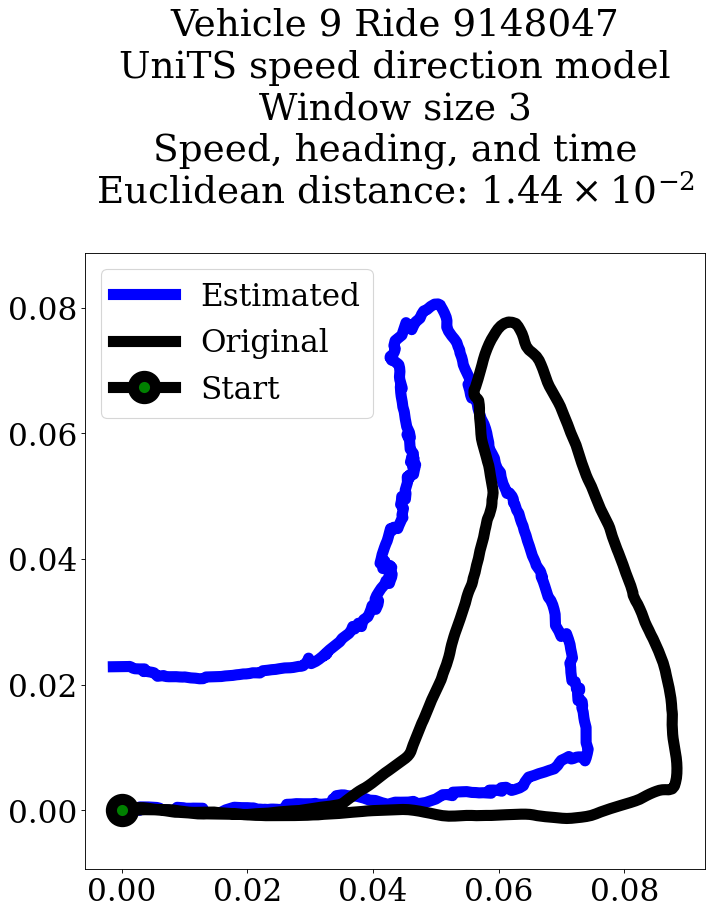 Vehicle 9 Ride 9148047
UniTS speed direction model
Window size 3
Speed, heading, and time
Euclidean distance: 1.44 × 10⁻²
Estimated
Original
Start
0.08
0.06
0.04
0.02
0.00
0.00 0.02 0.04 0.06 0.08